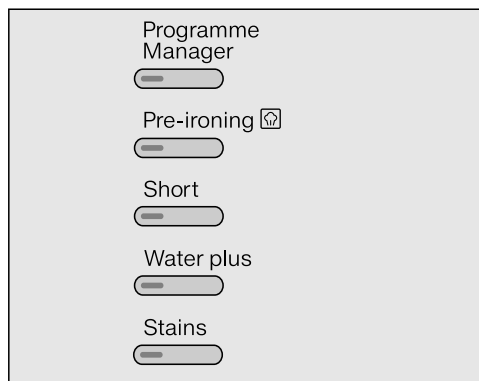 Programme
Manager
Pre-ironing
Short
Water plus
Stains